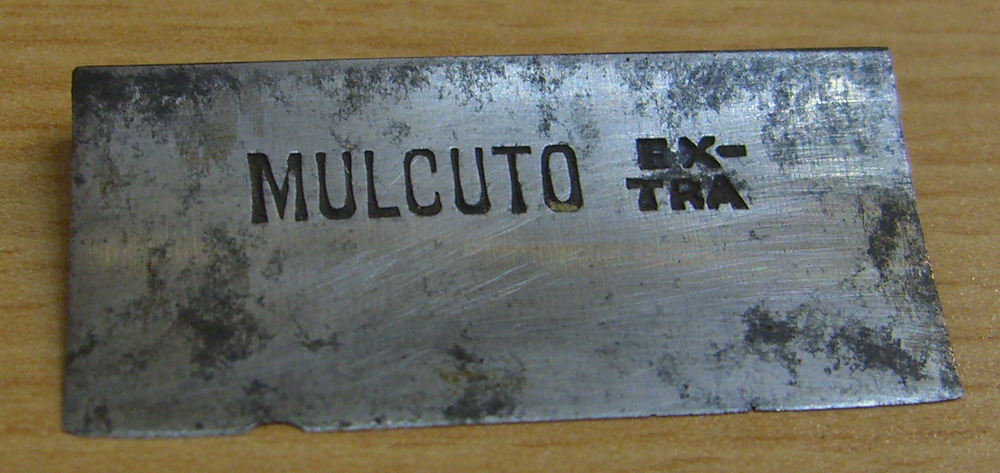 MULCUTO EX-
TRA